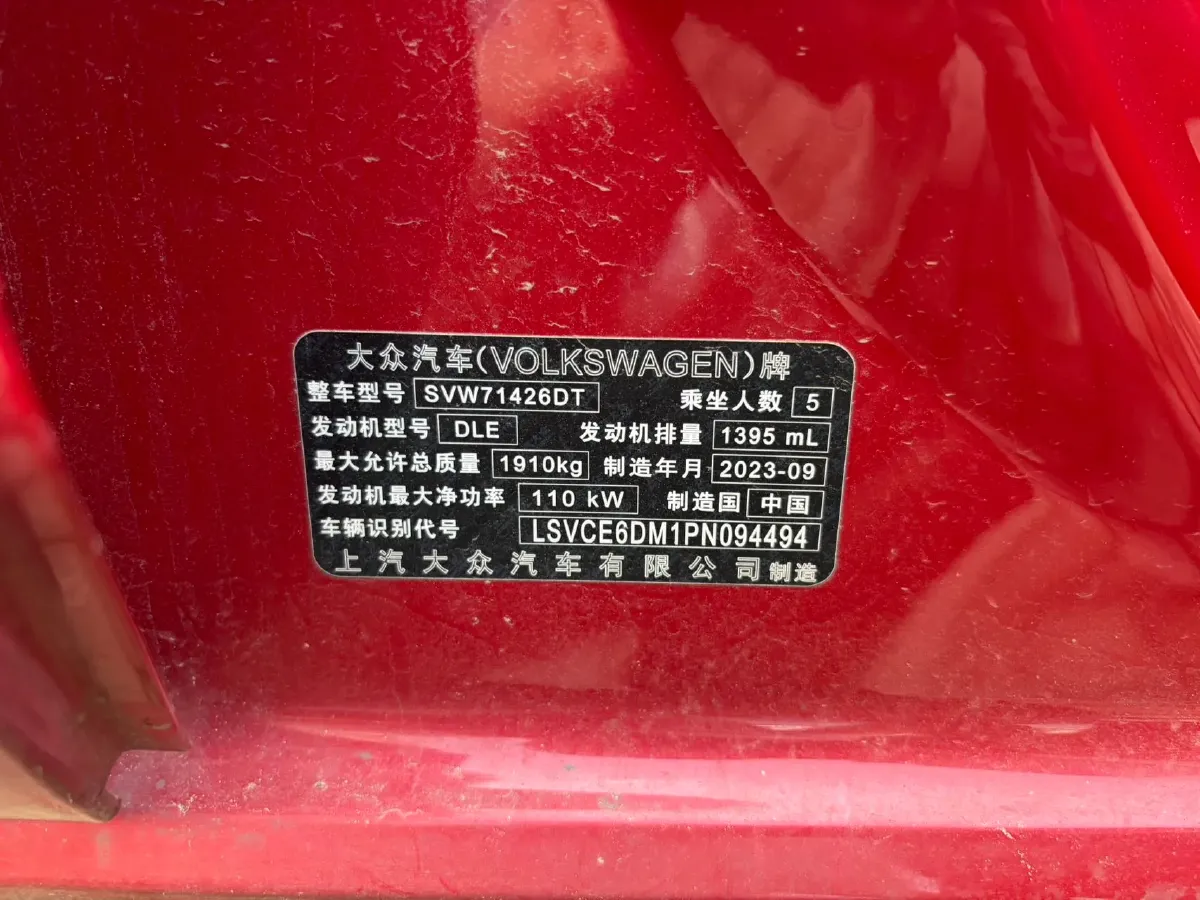 大众汽车(VOLKSWAGEN)牌
整车型号 SVW71426DT 乘坐人数 5
发动机型号 DLE 发动机排量 1395 mL
最大允许总质量 1910kg 制造年月 2023-09
发动机最大净功率 110 kW 制造国 中国
车辆识别代号 LSVCE6DM1PN094494
上汽大众汽车有限公司制造